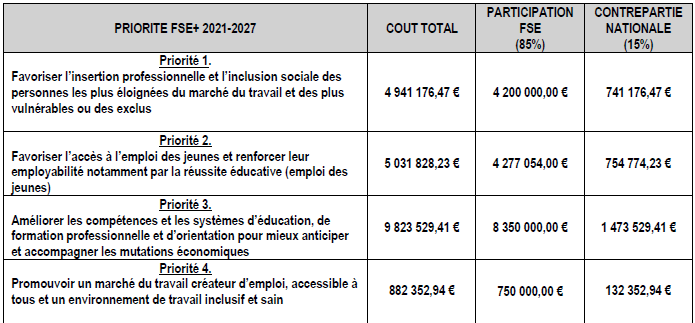 PRIORITE FSE+ 2021-2027
COUT TOTAL
PARTICIPATION
FSE
(85%)
CONTREPARTIE
NATIONALE
(15%)
Priorité 1.
Favoriser l'insertion professionnelle et l'inclusion sociale des
personnes les plus éloignées du marché du travail et des plus
vulnérables ou des exclus
4 941 176,47 €
4 200 000,00 €
741 176,47 €
Priorité 2.
Favoriser l'accès à l'emploi des jeunes et renforcer leur
employabilité notamment par la réussite éducative (emploi des
jeunes)
5 031 828,23 €
4 277 054,00 €
754 774,23 €
Priorité 3.
Améliorer les compétences et les systèmes d'éducation, de
formation professionnelle et d'orientation pour mieux anticiper
et accompagner les mutations économiques
9 823 529,41 €
8 350 000,00 €
1 473 529,41 €
Priorité 4.
Promouvoir un marché du travail créateur d'emploi, accessible à
tous et un environnement de travail inclusif et sain
882 352,94 €
750 000,00 €
132 352,94 €